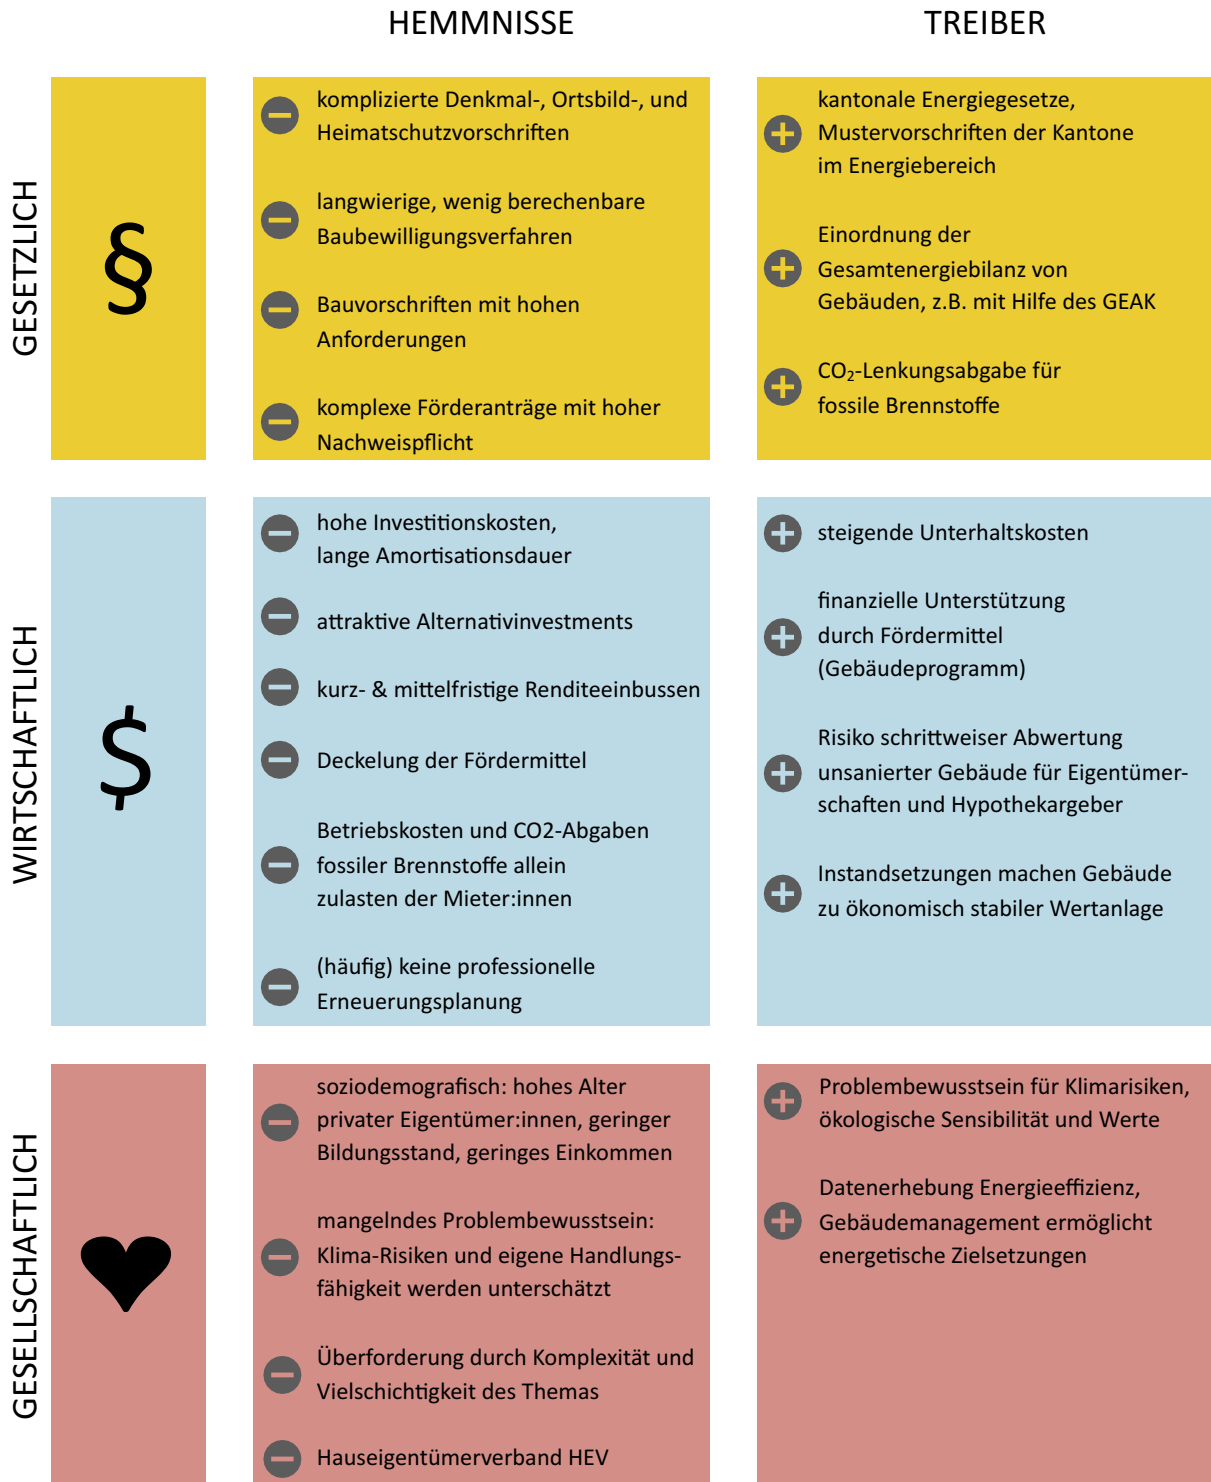 HEMMNISSE
TREIBER
GESETZLICH
§
komplizierte Denkmal-, Ortsbild-, und
Heimatschutzvorschriften
langwierige, wenig berechenbare
Baubewilligungsverfahren
Bauvorschriften mit hohen
Anforderungen
komplexe Förderanträge mit hoher
Nachweispflicht
kantonale Energiegesetze,
Mustervorschriften der Kantone
im Energiebereich
Einordnung der
Gesamtenergiebilanz von
Gebäuden, z.B. mit Hilfe des GEAK
CO₂-Lenkungsabgabe für
fossile Brennstoffe
WIRTSCHAFTLICH
$
hohe Investitionskosten,
lange Amortisationsdauer
attraktive Alternativinvestments
kurz- & mittelfristige Renditeeinbussen
Deckelung der Fördermittel
Betriebskosten und CO2-Abgaben
fossiler Brennstoffe allein
zulasten der Mieter:innen
(häufig) keine professionelle
Erneuerungsplanung
steigende Unterhaltskosten
finanzielle Unterstützung
durch Fördermittel
(Gebäudeprogramm)
Risiko schrittweiser Abwertung
unsanierter Gebäude für Eigentümer-
schaften und Hypothekargeber
Instandsetzungen machen Gebäude
zu ökonomisch stabiler Wertanlage
GESELLSCHAFTLICH
soziodemografisch: hohes Alter
privater Eigentümer:innen, geringer
Bildungsstand, geringes Einkommen
mangelndes Problembewusstsein:
Klima-Risiken und eigene Handlungs-
fähigkeit werden unterschätzt
Überforderung durch Komplexität und
Vielschichtigkeit des Themas
Hauseigentümerverband HEV
Problembewusstsein für Klimarisiken,
ökologische Sensibilität und Werte
Datenerhebung Energieeffizienz,
Gebäudemanagement ermöglicht
energetische Zielsetzungen